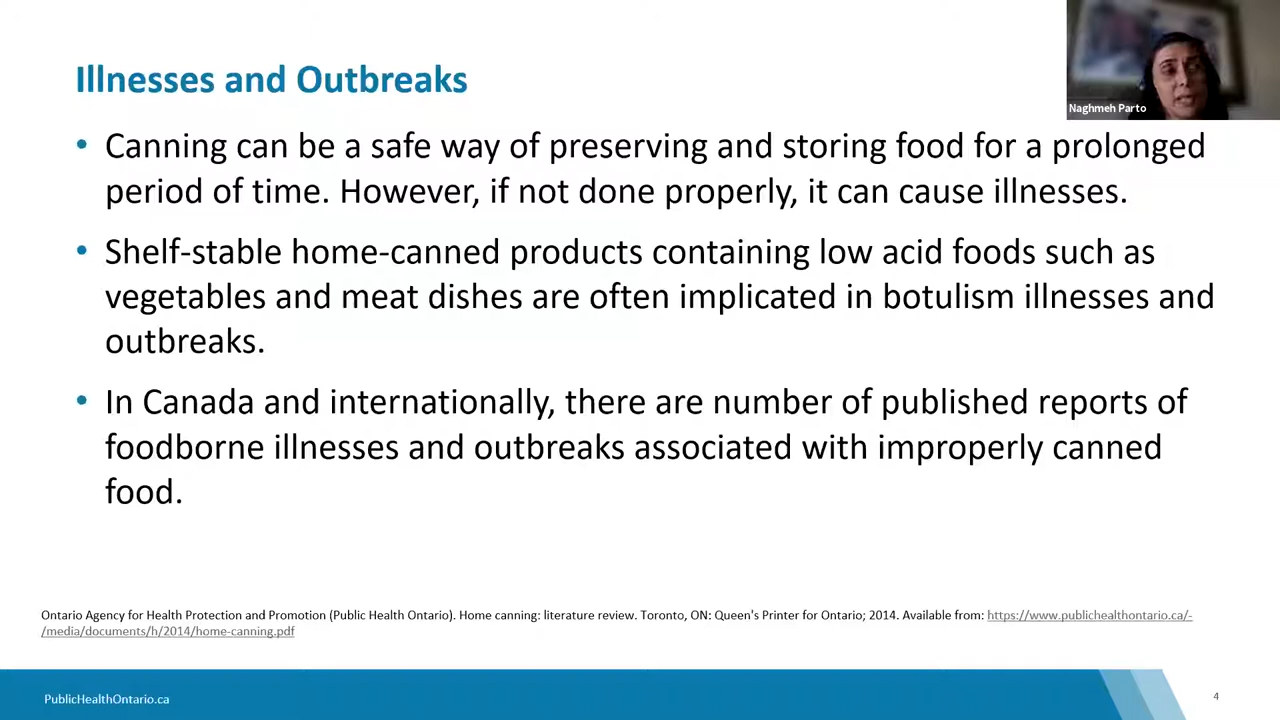 Illnesses and Outbreaks
Naghmeh Parto
• Canning can be a safe way of preserving and storing food for a prolonged
period of time. However, if not done properly, it can cause illnesses.
• Shelf-stable home-canned products containing low acid foods such as
vegetables and meat dishes are often implicated in botulism illnesses and
outbreaks.
• In Canada and internationally, there are number of published reports of
foodborne illnesses and outbreaks associated with improperly canned
food.
Ontario Agency for Health Protection and Promotion (Public Health Ontario). Home canning: literature review. Toronto, ON: Queen's Printer for Ontario; 2014. Available from: https://www.publichealthontario.ca/-
/media/documents/h/2014/home-canning.pdf
PublicHealthOntario.ca
4